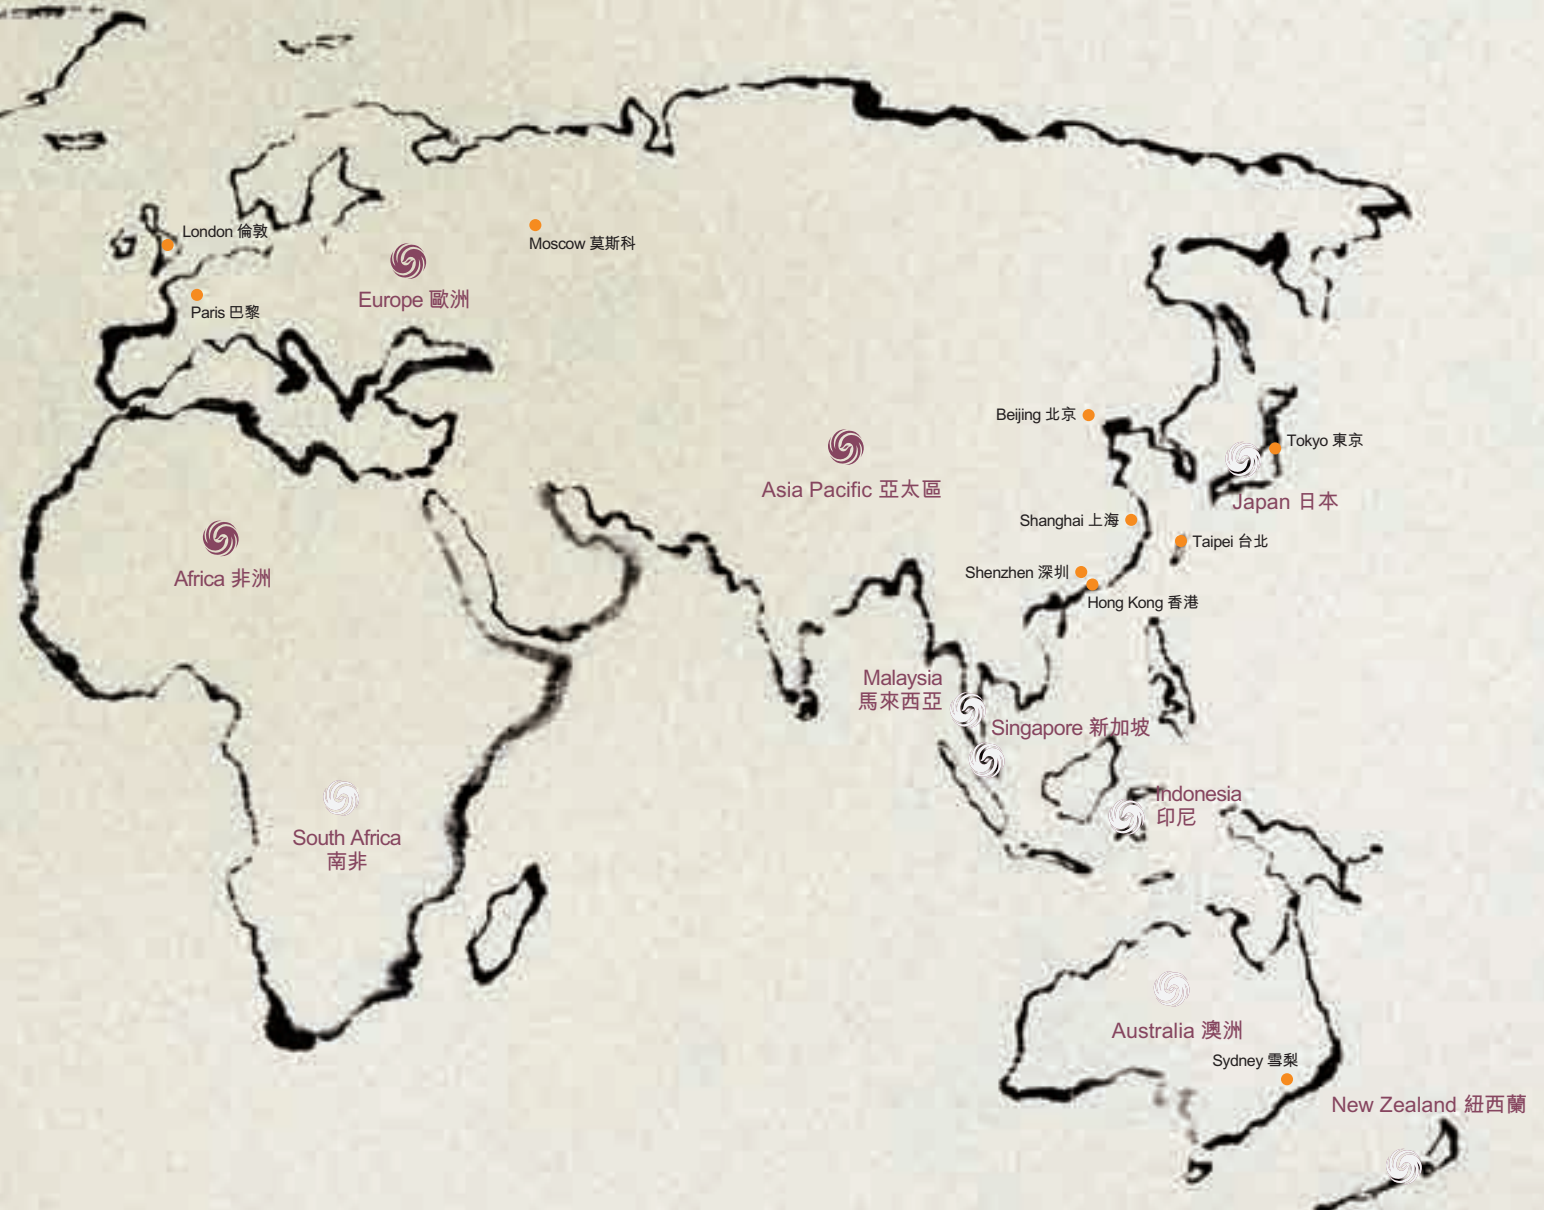 London 倫敦
Moscow 莫斯科
Europe 歐洲
Paris 巴黎
Beijing 北京
Tokyo 東京
Asia Pacific 亞太區
Japan 日本
Shanghai 上海
Taipei 台北
Africa 非洲
Shenzhen 深圳
Hong Kong 香港
Malaysia
馬來西亞
Singapore 新加坡
Indonesia
印尼
South Africa
南非
Australia 澳洲
Sydney 雪梨
New Zealand 紐西蘭